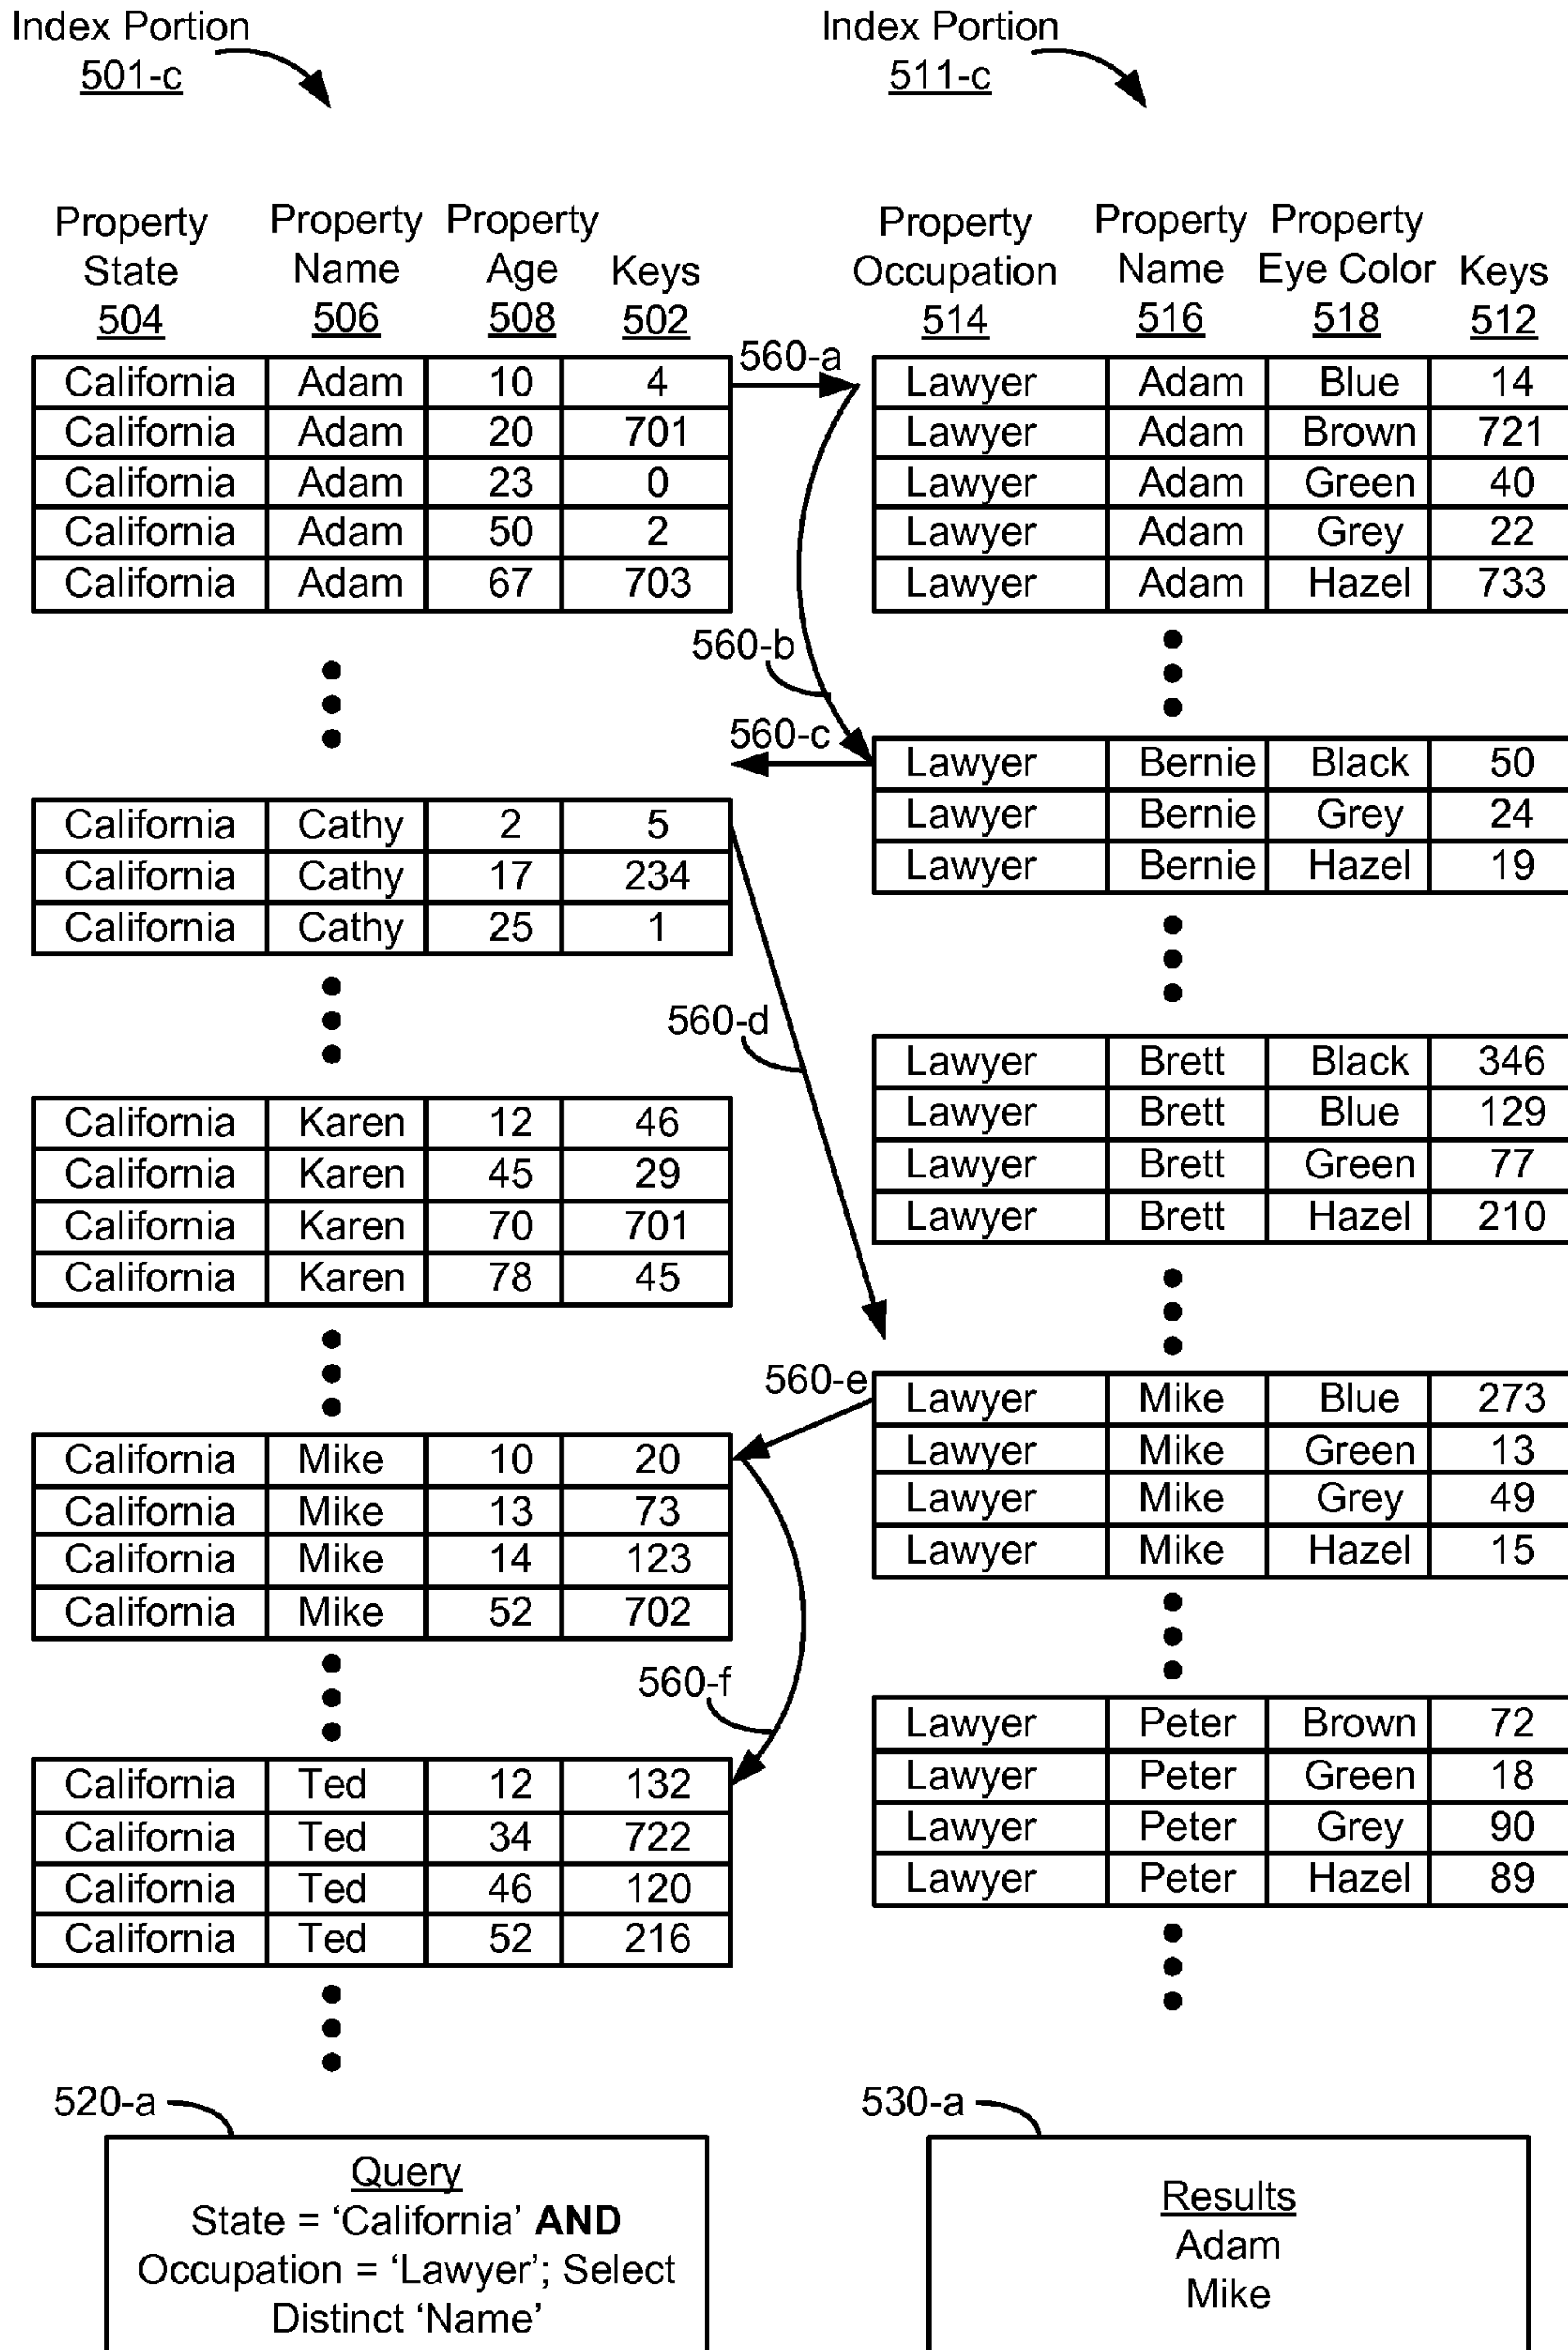 Index Portion
501-c
Index Portion
511-c
Property State 504
Property Name 506
Property Age 508
Keys 502
California Adam 10 4
California Adam 20 701
California Adam 23 0
California Adam 50 2
California Adam 67 703
California Cathy 2 5
California Cathy 17 234
California Cathy 25 1
California Karen 12 46
California Karen 45 29
California Karen 70 701
California Karen 78 45
California Mike 10 20
California Mike 13 73
California Mike 14 123
California Mike 52 702
California Ted 12 132
California Ted 34 722
California Ted 46 120
California Ted 52 216
560-a
560-b
560-c
560-d
560-e
560-f
Property Occupation 514
Property Name 516
Property Eye Color 518
Keys 512
Lawyer Adam Blue 14
Lawyer Adam Brown 721
Lawyer Adam Green 40
Lawyer Adam Grey 22
Lawyer Adam Hazel 733
Lawyer Bernie Black 50
Lawyer Bernie Grey 24
Lawyer Bernie Hazel 19
Lawyer Brett Black 346
Lawyer Brett Blue 129
Lawyer Brett Green 77
Lawyer Brett Hazel 210
Lawyer Mike Blue 273
Lawyer Mike Green 13
Lawyer Mike Grey 49
Lawyer Mike Hazel 15
Lawyer Peter Brown 72
Lawyer Peter Green 18
Lawyer Peter Grey 90
Lawyer Peter Hazel 89
520-a
Query
State = ‘California’ AND
Occupation = ‘Lawyer’; Select
Distinct ‘Name’
530-a
Results
Adam
Mike